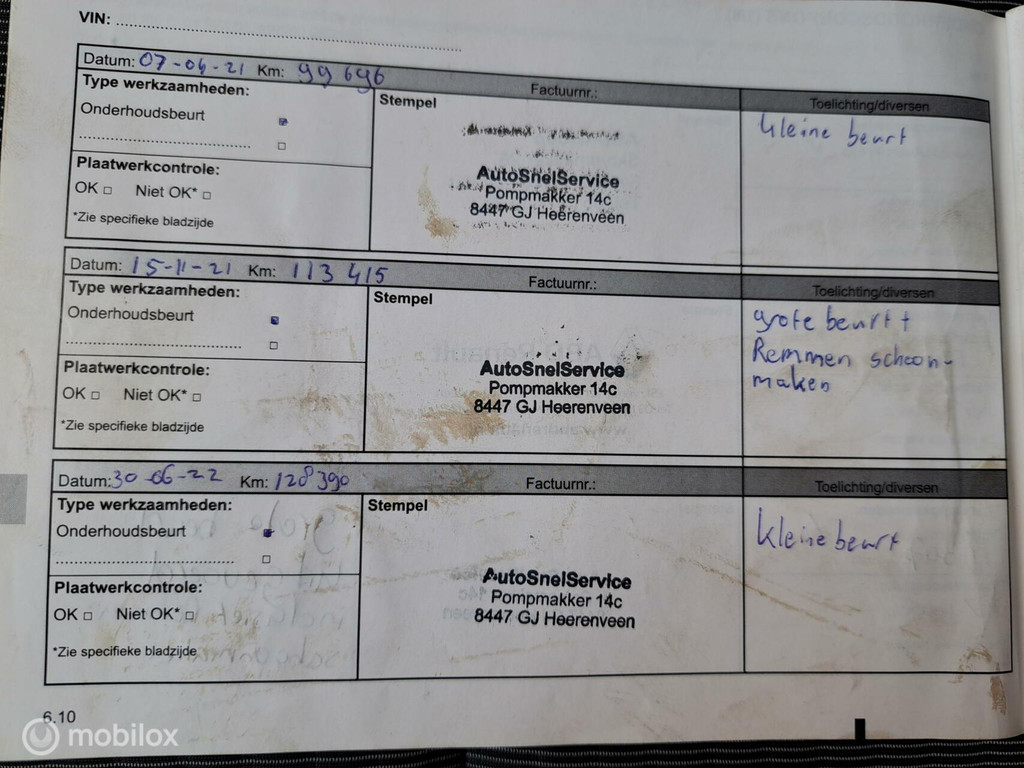 VIN: ........................................................
Datum: 07-04-21 Km: 99 696 Factuurnr.: Toelichting/diversen
Type werkzaamheden: Stempel kleine beurt
Onderhoudsbeurt
AutoSnelService
Plaatwerkcontrole: Pompmakker 14c
OK □ Niet OK* □ 8447 GJ Heerenveen
*Zie specifieke bladzijde
Datum: 15-11-21 Km: 113 415 Factuurnr.: Toelichting/diversen
Type werkzaamheden: Stempel grote beurt +
Onderhoudsbeurt Remmen schoon-
AutoSnelService maken
Plaatwerkcontrole: Pompmakker 14c
OK □ Niet OK* □ 8447 GJ Heerenveen
*Zie specifieke bladzijde
Datum: 30-06-22 Km: 128 390 Factuurnr.: Toelichting/diversen
Type werkzaamheden: Stempel
Onderhoudsbeurt kleine beurt
AutoSnelService
Plaatwerkcontrole: Pompmakker 14c
OK □ Niet OK* □ 8447 GJ Heerenveen
*Zie specifieke bladzijde
6.10
mobilox